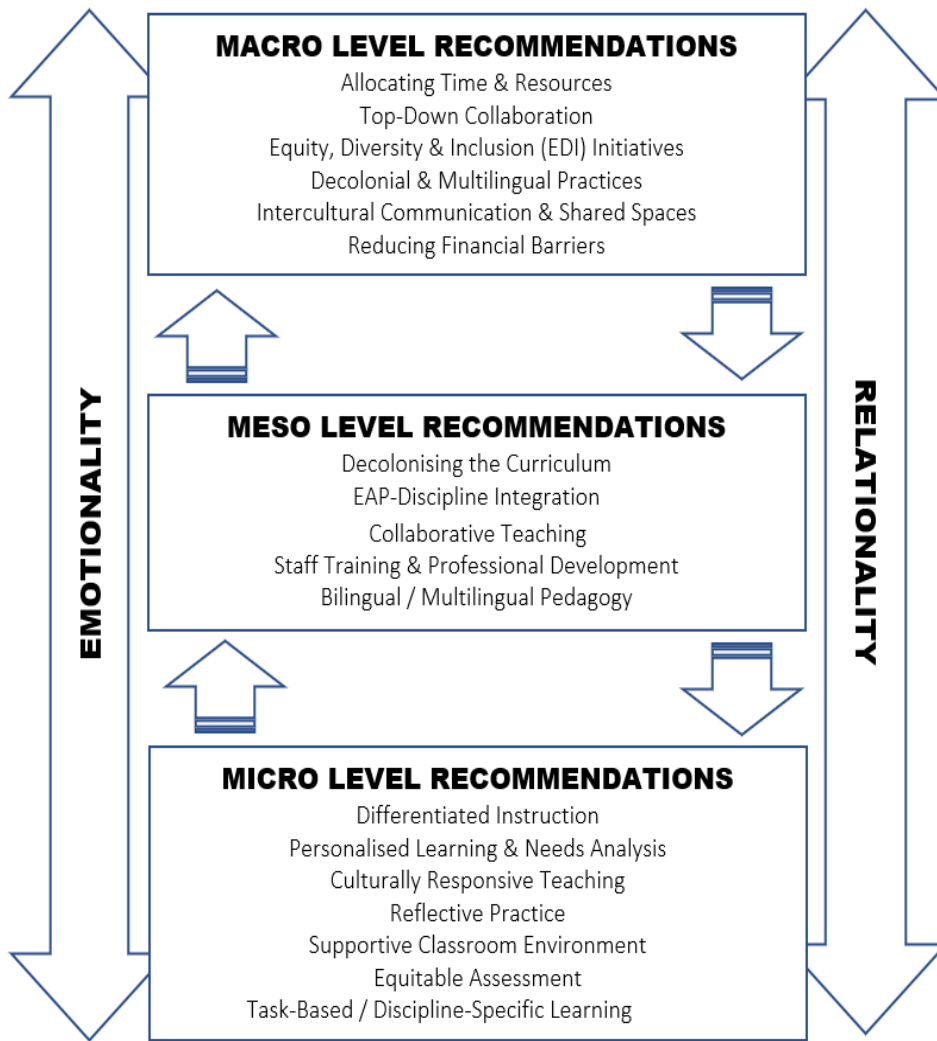 MACRO LEVEL RECOMMENDATIONS
Allocating Time & Resources
Top-Down Collaboration
Equity, Diversity & Inclusion (EDI) Initiatives
Decolonial & Multilingual Practices
Intercultural Communication & Shared Spaces
Reducing Financial Barriers
EMOTIONALITY
RELATIONALITY
MESO LEVEL RECOMMENDATIONS
Decolonising the Curriculum
EAP-Discipline Integration
Collaborative Teaching
Staff Training & Professional Development
Bilingual / Multilingual Pedagogy
MICRO LEVEL RECOMMENDATIONS
Differentiated Instruction
Personalised Learning & Needs Analysis
Culturally Responsive Teaching
Reflective Practice
Supportive Classroom Environment
Equitable Assessment
Task-Based / Discipline-Specific Learning